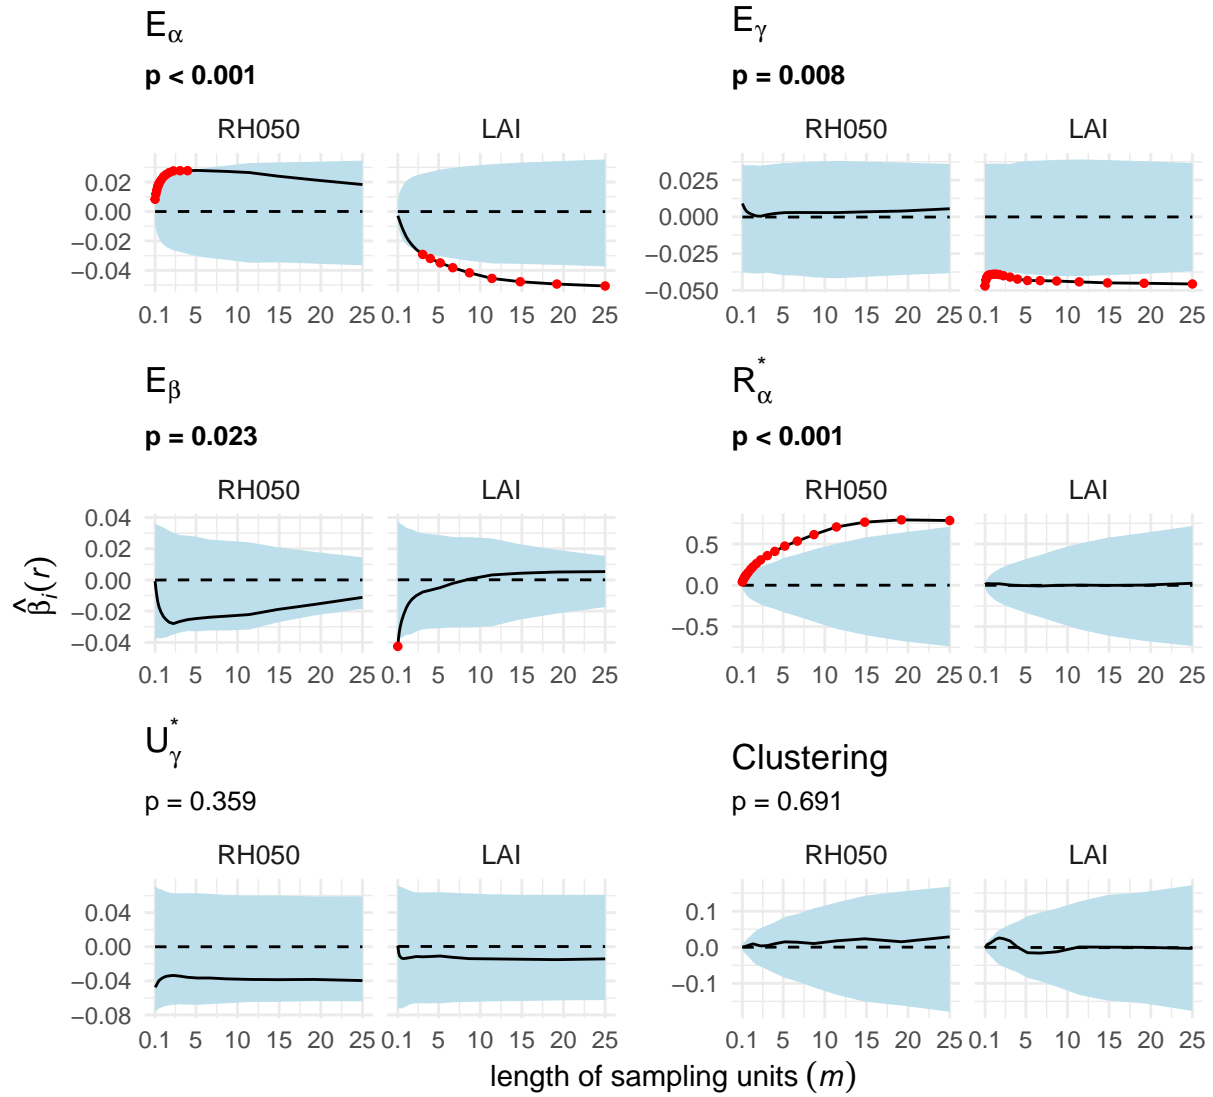 E_α
p < 0.001
RH050 LAI
0.02
0.00
−0.02
−0.04
0.1 5 10 15 20 25 0.1 5 10 15 20 25
E_γ
p = 0.008
RH050 LAI
0.025
0.000
−0.025
−0.050
0.1 5 10 15 20 25 0.1 5 10 15 20 25
E_β
p = 0.023
RH050 LAI
0.04
0.02
0.00
−0.02
−0.04
0.1 5 10 15 20 25 0.1 5 10 15 20 25
R*_α
p < 0.001
RH050 LAI
0.5
0.0
−0.5
0.1 5 10 15 20 25 0.1 5 10 15 20 25
β̂_i(r)
U*_γ
p = 0.359
RH050 LAI
0.04
0.00
−0.04
−0.08
0.1 5 10 15 20 25 0.1 5 10 15 20 25
Clustering
p = 0.691
RH050 LAI
0.1
0.0
−0.1
0.1 5 10 15 20 25 0.1 5 10 15 20 25
length of sampling units (m)